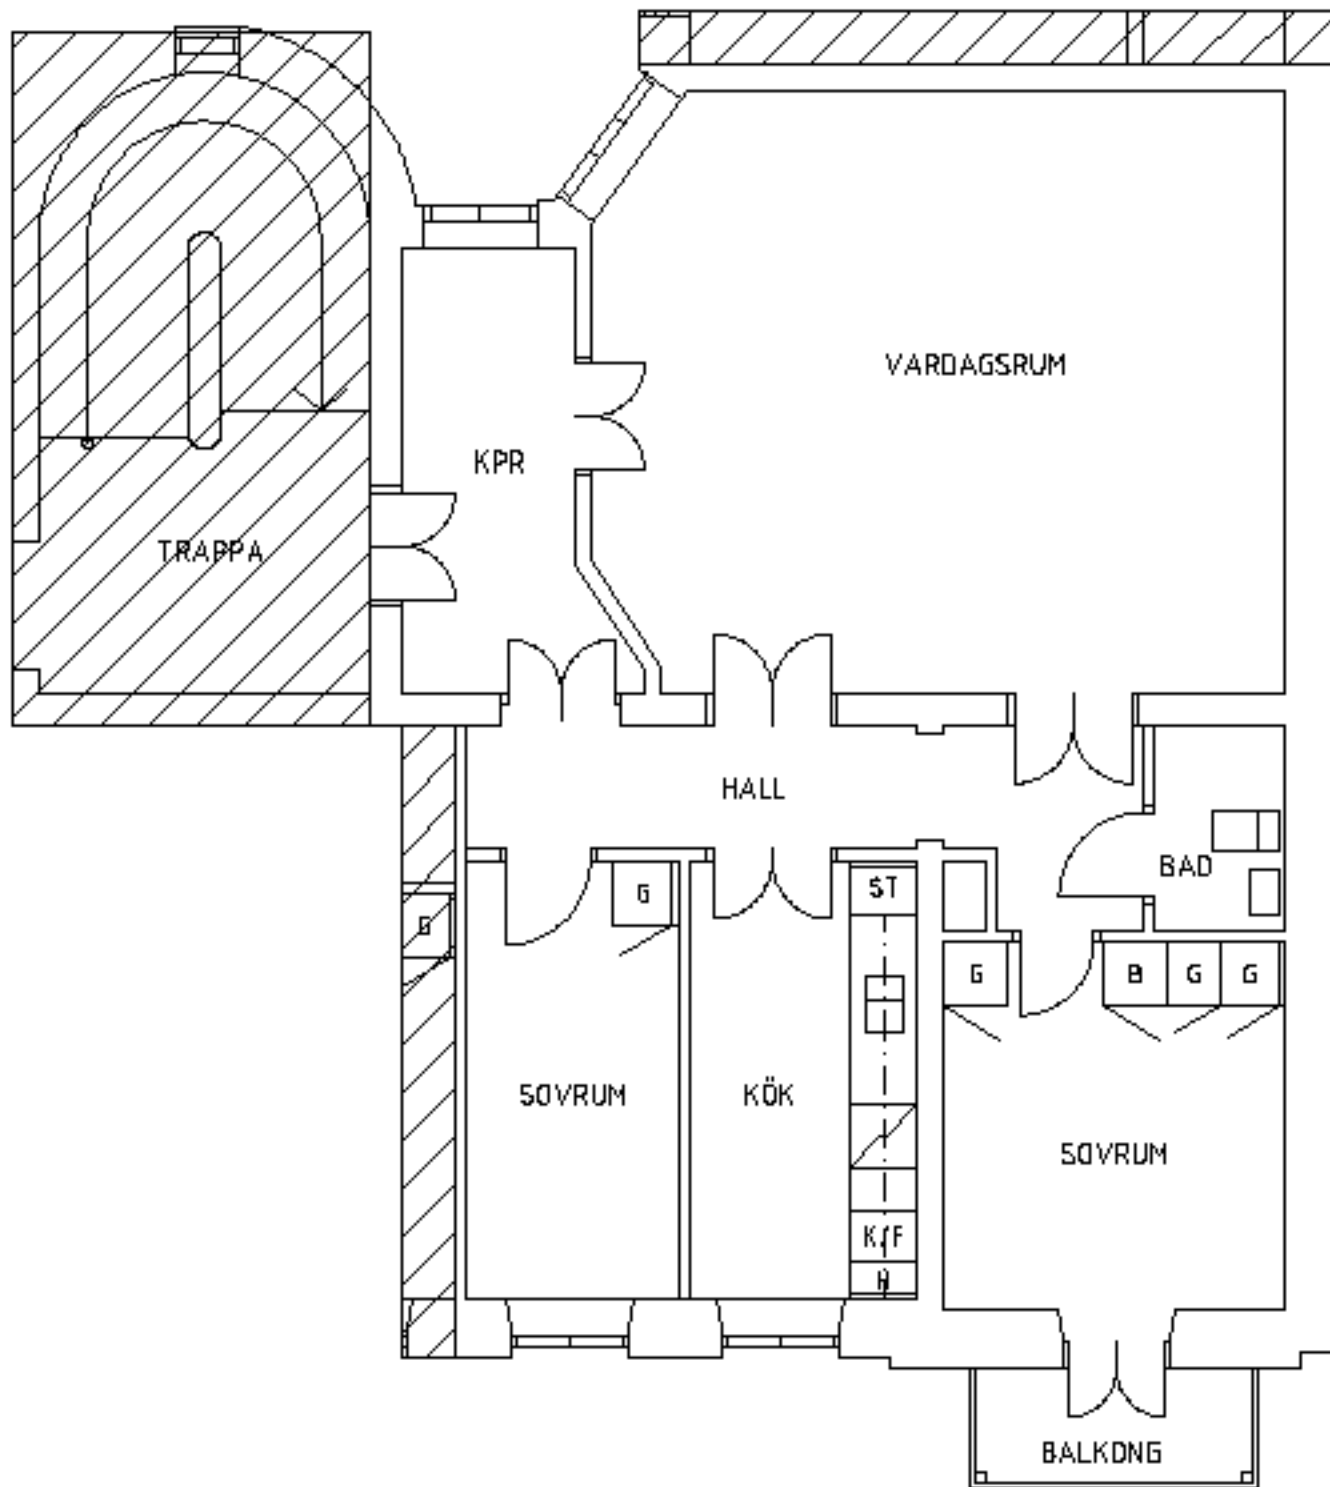 VARDAGSRUM
KPR
TRAPPA
HALL
BAD
ST
G
G
G
B
G
G
SOVRUM
KÖK
SOVRUM
K/F
H
BALKONG